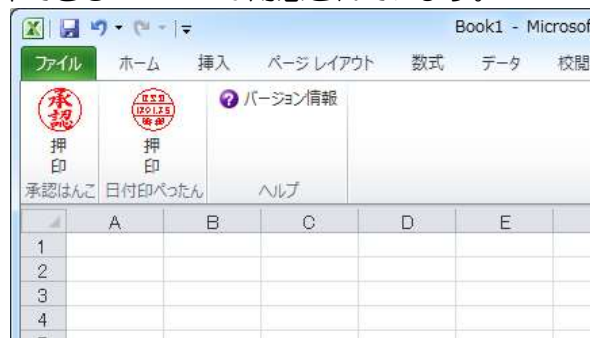 Book1 - Microsof
ファイル ホーム 挿入 ページ レイアウト 数式 データ 校閲
承認
バージョン情報
押印 押印
承認はんこ 日付印ぺったん ヘルプ
A B C D E
1
2
3
4